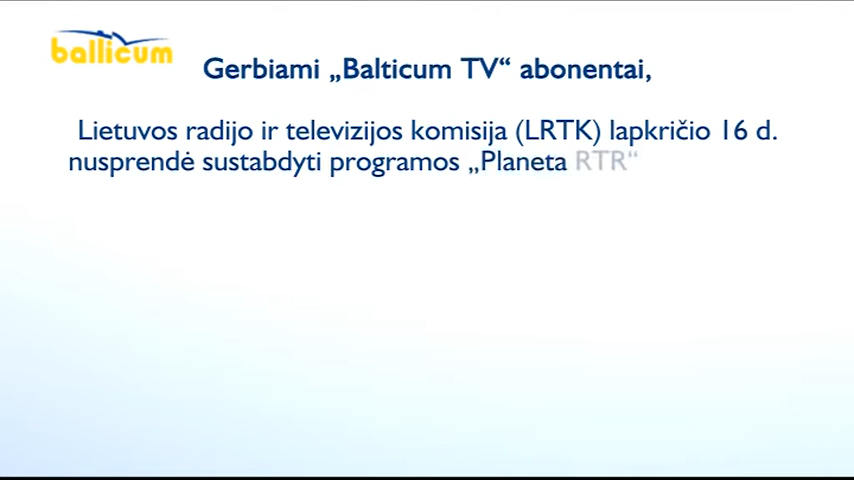 balticum
Gerbiami „Balticum TV“ abonentai,
Lietuvos radijo ir televizijos komisija (LRTK) lapkričio 16 d.
nusprendė sustabdyti programos „Planeta RTR“